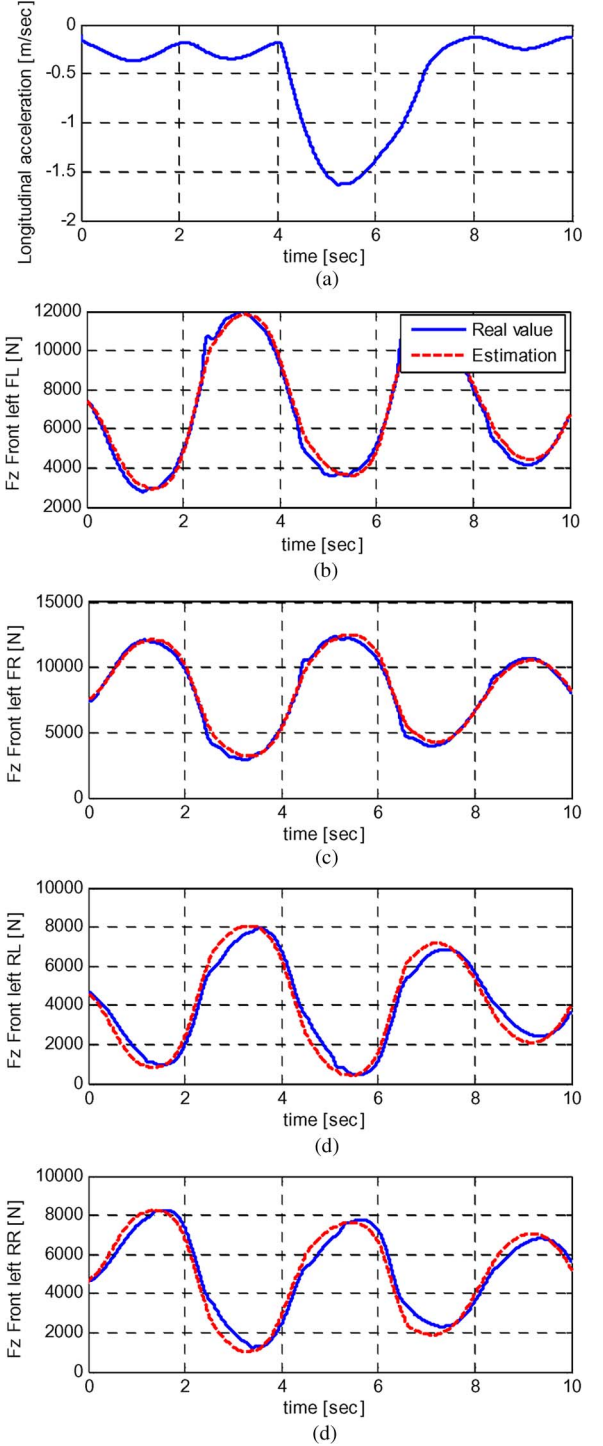 Longitudinal acceleration [m/sec]
0
-0.5
-1
-1.5
-2
0 2 4 6 8 10
time [sec]
(a)
Fz Front left FL [N]
12000
10000
8000
6000
4000
2000
Real value
Estimation
0 2 4 6 8 10
time [sec]
(b)
Fz Front left FR [N]
15000
10000
5000
0
0 2 4 6 8 10
time [sec]
(c)
Fz Front left RL [N]
10000
8000
6000
4000
2000
0
0 2 4 6 8 10
time [sec]
(d)
Fz Front left RR [N]
10000
8000
6000
4000
2000
0
0 2 4 6 8 10
time [sec]
(d)